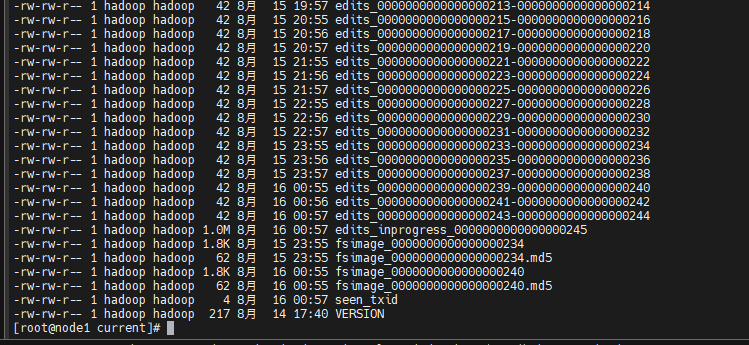 -rw-rw-r-- 1 hadoop hadoop   42 8月  15 19:57 edits_0000000000000000213-0000000000000000214
-rw-rw-r-- 1 hadoop hadoop   42 8月  15 20:55 edits_0000000000000000215-0000000000000000216
-rw-rw-r-- 1 hadoop hadoop   42 8月  15 20:56 edits_0000000000000000217-0000000000000000218
-rw-rw-r-- 1 hadoop hadoop   42 8月  15 20:57 edits_0000000000000000219-0000000000000000220
-rw-rw-r-- 1 hadoop hadoop   42 8月  15 21:55 edits_0000000000000000221-0000000000000000222
-rw-rw-r-- 1 hadoop hadoop   42 8月  15 21:56 edits_0000000000000000223-0000000000000000224
-rw-rw-r-- 1 hadoop hadoop   42 8月  15 21:57 edits_0000000000000000225-0000000000000000226
-rw-rw-r-- 1 hadoop hadoop   42 8月  15 22:55 edits_0000000000000000227-0000000000000000228
-rw-rw-r-- 1 hadoop hadoop   42 8月  15 22:56 edits_0000000000000000229-0000000000000000230
-rw-rw-r-- 1 hadoop hadoop   42 8月  15 22:57 edits_0000000000000000231-0000000000000000232
-rw-rw-r-- 1 hadoop hadoop   42 8月  15 23:55 edits_0000000000000000233-0000000000000000234
-rw-rw-r-- 1 hadoop hadoop   42 8月  15 23:56 edits_0000000000000000235-0000000000000000236
-rw-rw-r-- 1 hadoop hadoop   42 8月  15 23:57 edits_0000000000000000237-0000000000000000238
-rw-rw-r-- 1 hadoop hadoop   42 8月  16 00:55 edits_0000000000000000239-0000000000000000240
-rw-rw-r-- 1 hadoop hadoop   42 8月  16 00:56 edits_0000000000000000241-0000000000000000242
-rw-rw-r-- 1 hadoop hadoop   42 8月  16 00:57 edits_0000000000000000243-0000000000000000244
-rw-rw-r-- 1 hadoop hadoop 1.0M 8月  16 00:57 edits_inprogress_0000000000000000245
-rw-rw-r-- 1 hadoop hadoop 1.8K 8月  15 23:55 fsimage_0000000000000000234
-rw-rw-r-- 1 hadoop hadoop   62 8月  15 23:55 fsimage_0000000000000000234.md5
-rw-rw-r-- 1 hadoop hadoop 1.8K 8月  16 00:55 fsimage_0000000000000000240
-rw-rw-r-- 1 hadoop hadoop   62 8月  16 00:55 fsimage_0000000000000000240.md5
-rw-rw-r-- 1 hadoop hadoop    4 8月  16 00:57 seen_txid
-rw-rw-r-- 1 hadoop hadoop  217 8月  14 17:40 VERSION
[root@node1 current]#